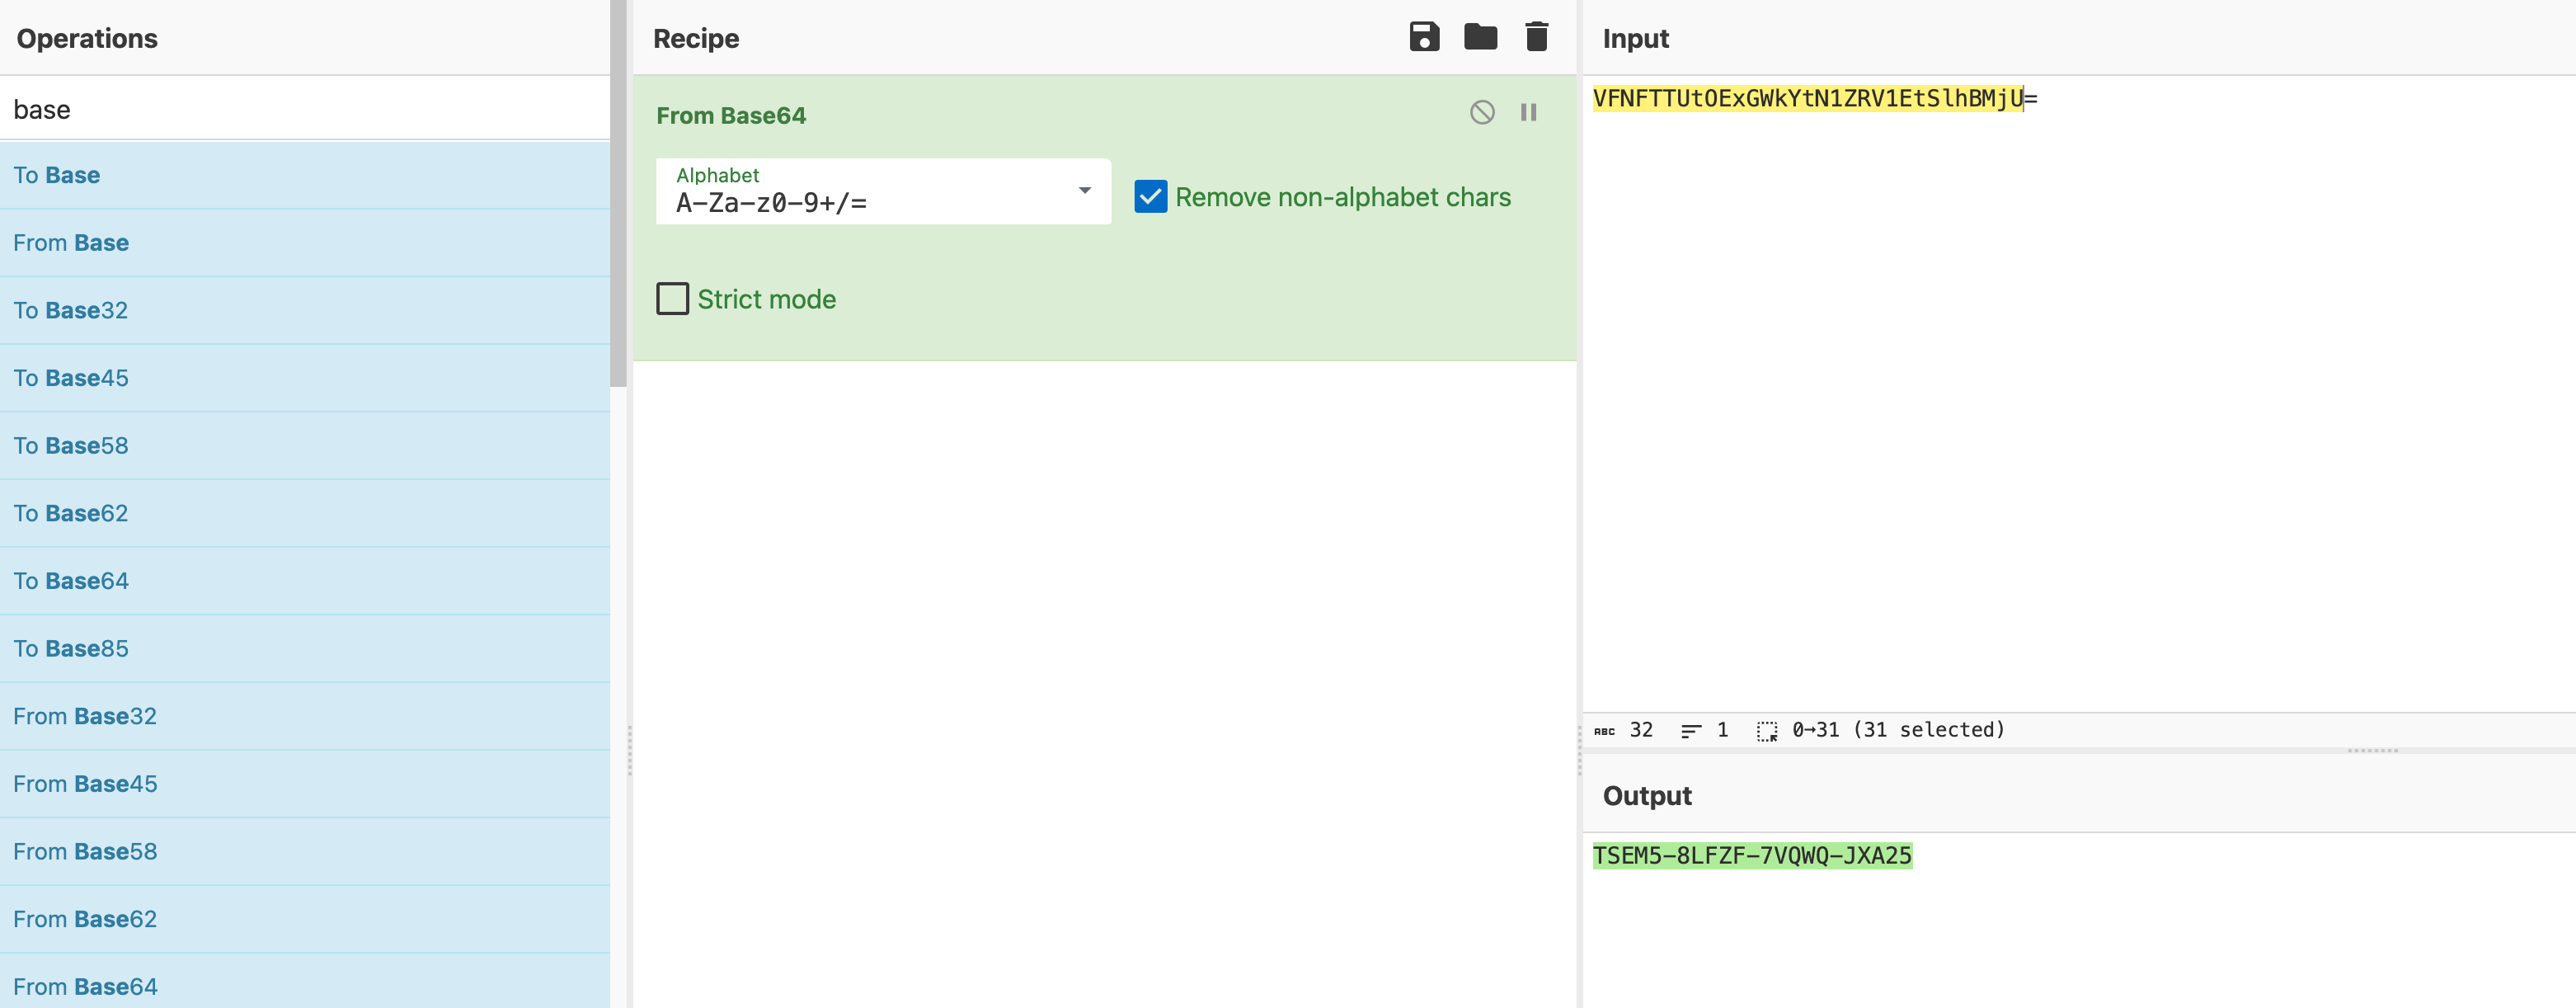 Operations
base
To Base
From Base
To Base32
To Base45
To Base58
To Base62
To Base64
To Base85
From Base32
From Base45
From Base58
From Base62
From Base64
Recipe
From Base64
Alphabet
A-Za-z0-9+/=
Remove non-alphabet chars
Strict mode
Input
VFNFTTUtOExGWkYtN1ZRV1EtSlhBMjU=
ABC 32 1 0→31 (31 selected)
Output
TSEM5-8LFZF-7VQWQ-JXA25